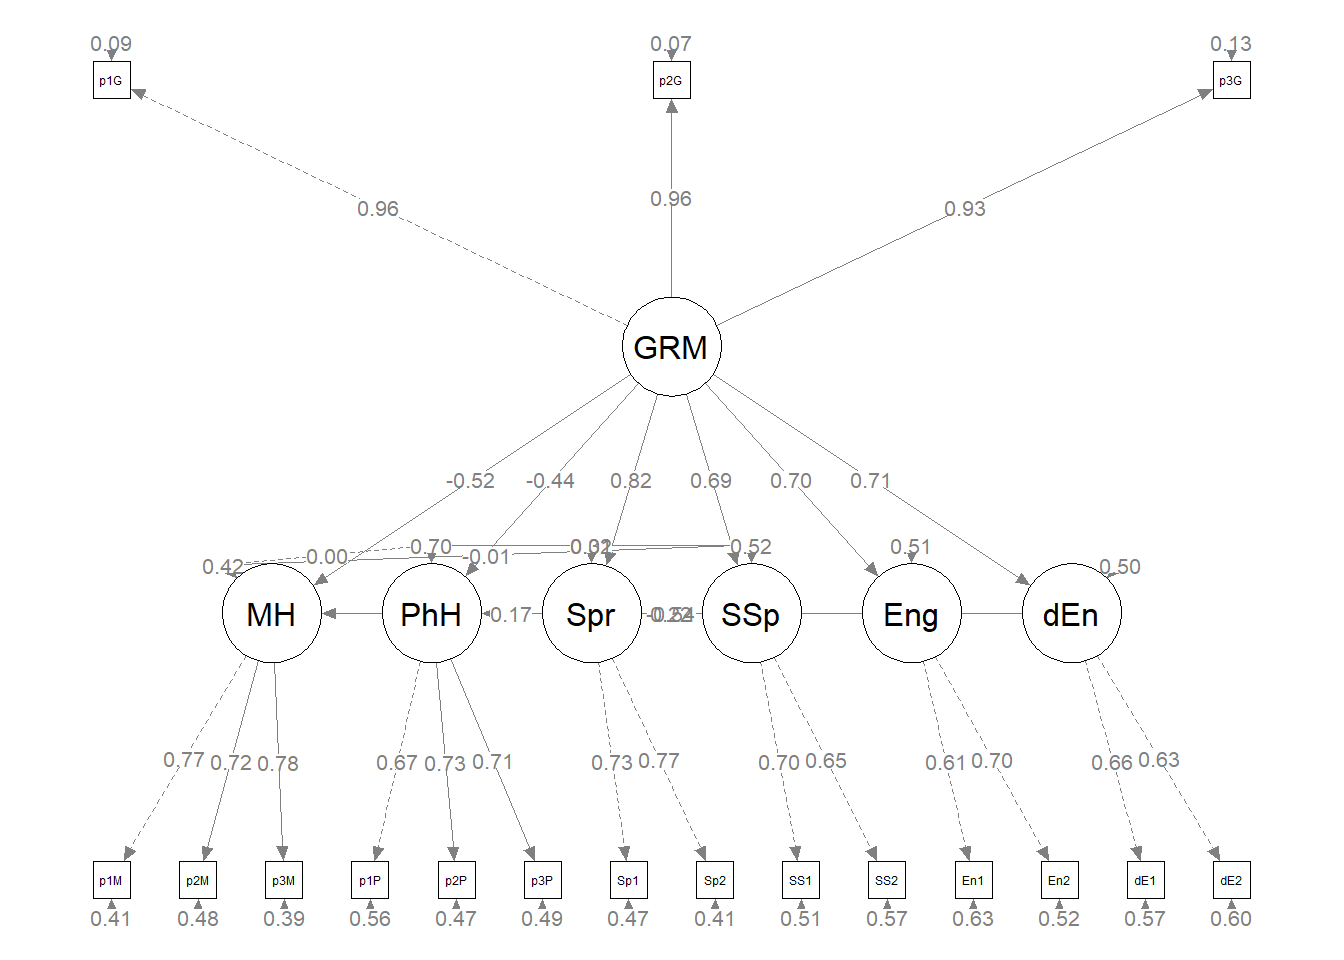 0.09 0.07 0.13
p1G p2G p3G
0.96 0.96 0.93
GRM
-0.52 -0.44 0.82 0.69 0.70 0.71
0.42 0.00 0.70 -0.01 0.52 0.51 0.50
MH PhH 0.17 Spr SSp Eng dEn
0.77 0.72 0.78 0.67 0.73 0.71 0.73 0.77 0.70 0.65 0.61 0.70 0.66 0.63
p1M p2M p3M p1P p2P p3P Sp1 Sp2 SS1 SS2 En1 En2 dE1 dE2
0.41 0.48 0.39 0.56 0.47 0.49 0.47 0.41 0.51 0.57 0.63 0.52 0.57 0.60